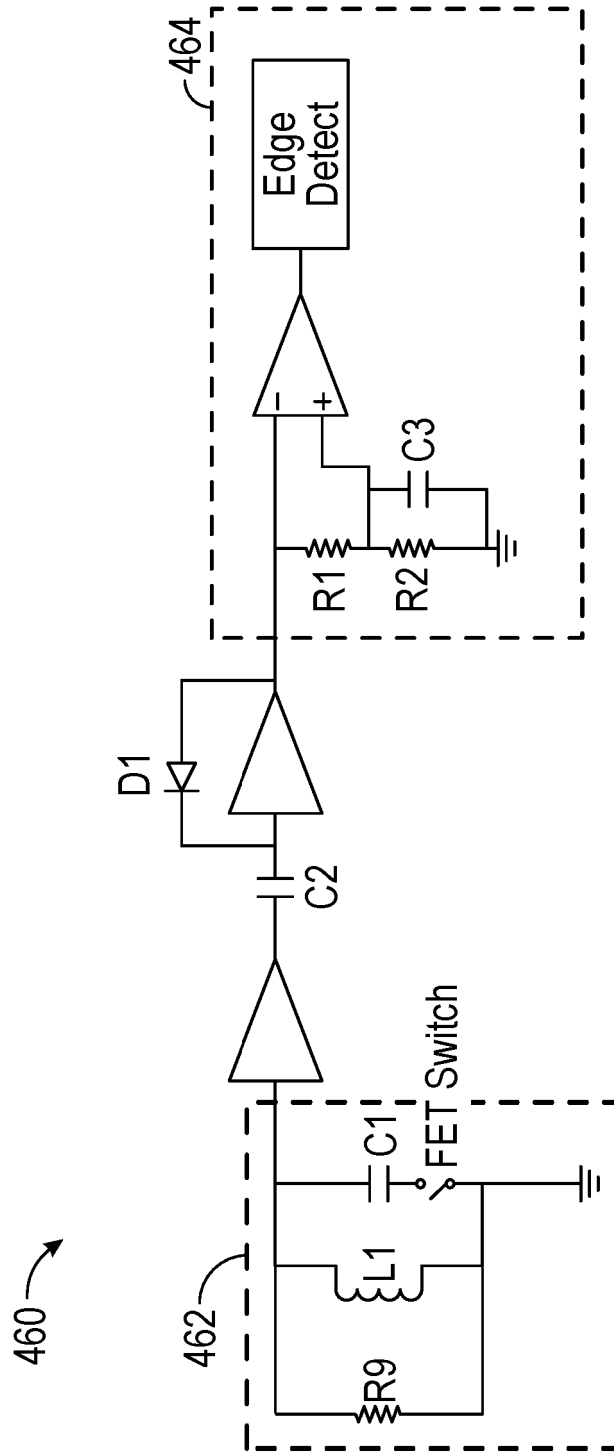 460
462
R9
L1
C1
FET Switch
C2
D1
464
R1
R2
C3
−
+
Edge
Detect